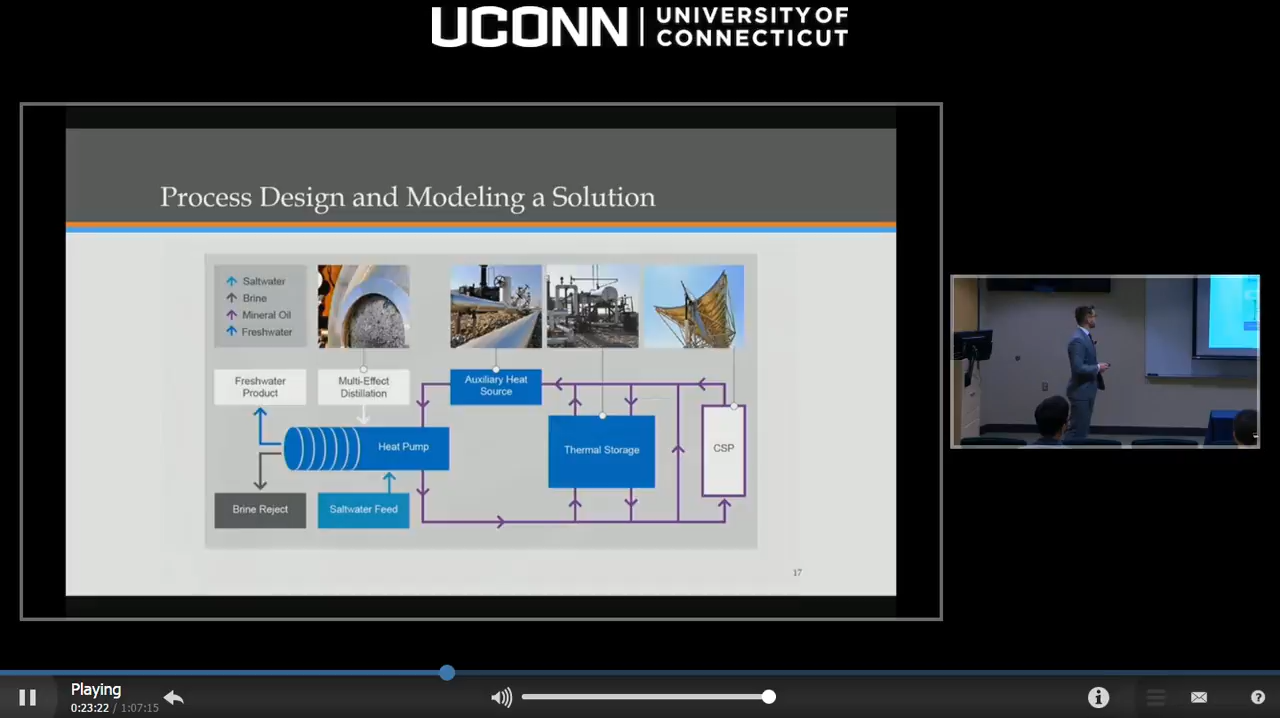 UCONN
UNIVERSITY OF
CONNECTICUT
Process Design and Modeling a Solution
Saltwater
Brine
Mineral Oil
Freshwater
Freshwater
Product
Multi-Effect
Distillation
Auxiliary Heat
Source
Heat Pump
Thermal Storage
CSP
Brine Reject
Saltwater Feed
17
Playing
0:23:22 / 1:07:15
i
?